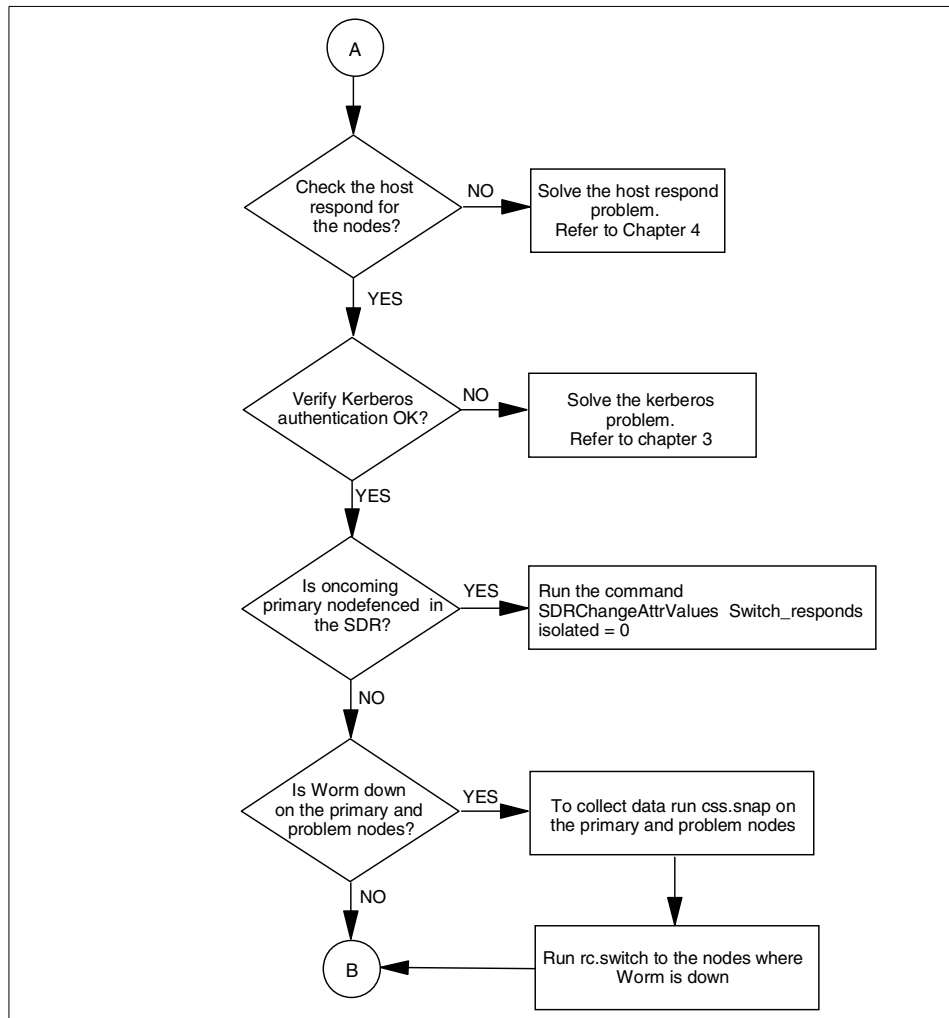 A
Check the host
respond for
the nodes?
NO
Solve the host respond
problem.
Refer to Chapter 4
YES
Verify Kerberos
authentication OK?
NO
Solve the kerberos
problem.
Refer to chapter 3
YES
Is oncoming
primary nodefenced in
the SDR?
YES
Run the command
SDRChangeAttrValues Switch_responds
isolated = 0
NO
Is Worm down
on the primary and
problem nodes?
YES
To collect data run css.snap on
the primary and problem nodes
NO
B
Run rc.switch to the nodes where
Worm is down